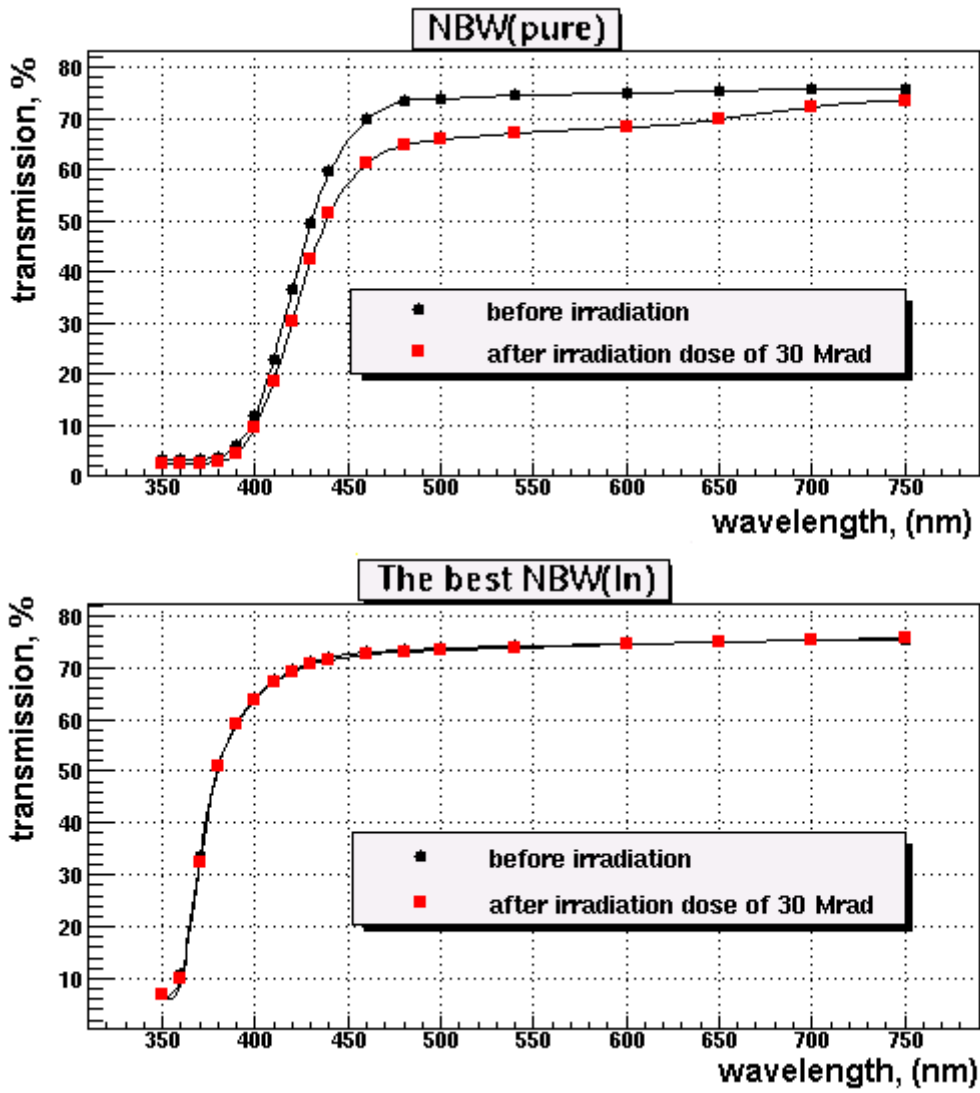 NBW(pure)
transmission, %
80
70
60
50
40
30
20
10
0
before irradiation
after irradiation dose of 30 Mrad
350 400 450 500 550 600 650 700 750
wavelength, (nm)
The best NBW(In)
transmission, %
80
70
60
50
40
30
20
10
before irradiation
after irradiation dose of 30 Mrad
350 400 450 500 550 600 650 700 750
wavelength, (nm)